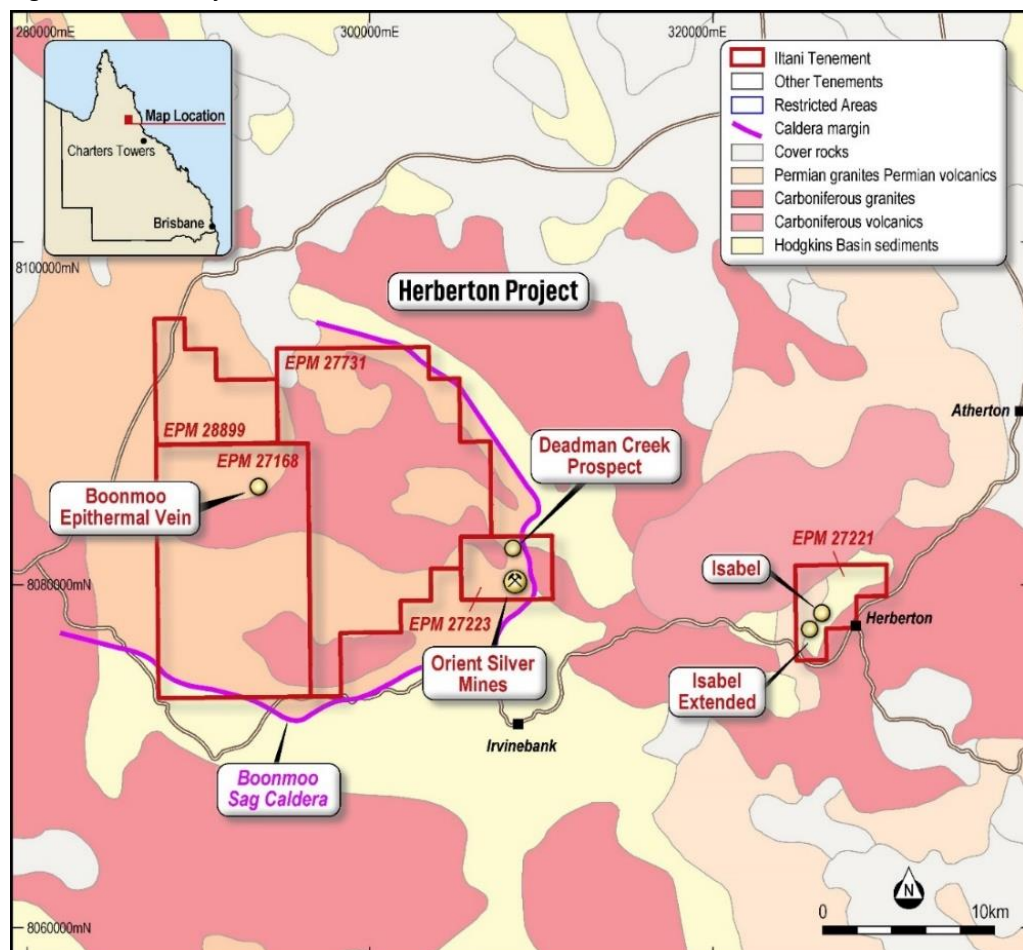 280000mE
300000mE
320000mE
8100000mN
8080000mN
8060000mN
Map Location
Charters Towers
Brisbane
Iltani Tenement
Other Tenements
Restricted Areas
Caldera margin
Cover rocks
Permian granites Permian volcanics
Carboniferous granites
Carboniferous volcanics
Hodgkins Basin sediments
Herberton Project
EPM 27731
EPM 28899
EPM 27168
Boonmoo
Epithermal Vein
Deadman Creek
Prospect
Atherton
EPM 27221
Isabel
Herberton
EPM 27223
Orient Silver
Mines
Isabel
Extended
Irvinebank
Boonmoo
Sag Caldera
N
0
10km